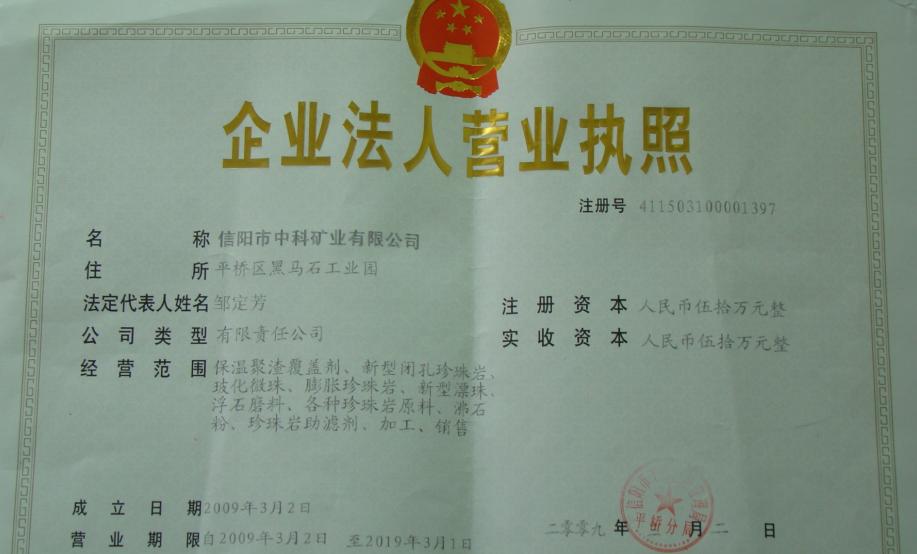 企业法人营业执照
注册号 411503100001397
名称 信阳市中科矿业有限公司
住所 平桥区黑马石工业园
法定代表人姓名 邹定芳
注册资本 人民币伍拾万元整
公司类型 有限责任公司
实收资本 人民币伍拾万元整
经营范围 保温聚渣覆盖剂、新型闭孔珍珠岩、
玻化微珠、膨胀珍珠岩、新型漂珠、
浮石磨料、各种珍珠岩原料、沸石
粉、珍珠岩助滤剂、加工、销售
成立日期 2009年3月2日
营业期限 自2009年3月2日 至2019年3月1日
信阳市
平桥分局
二零零九 年 月 二 日